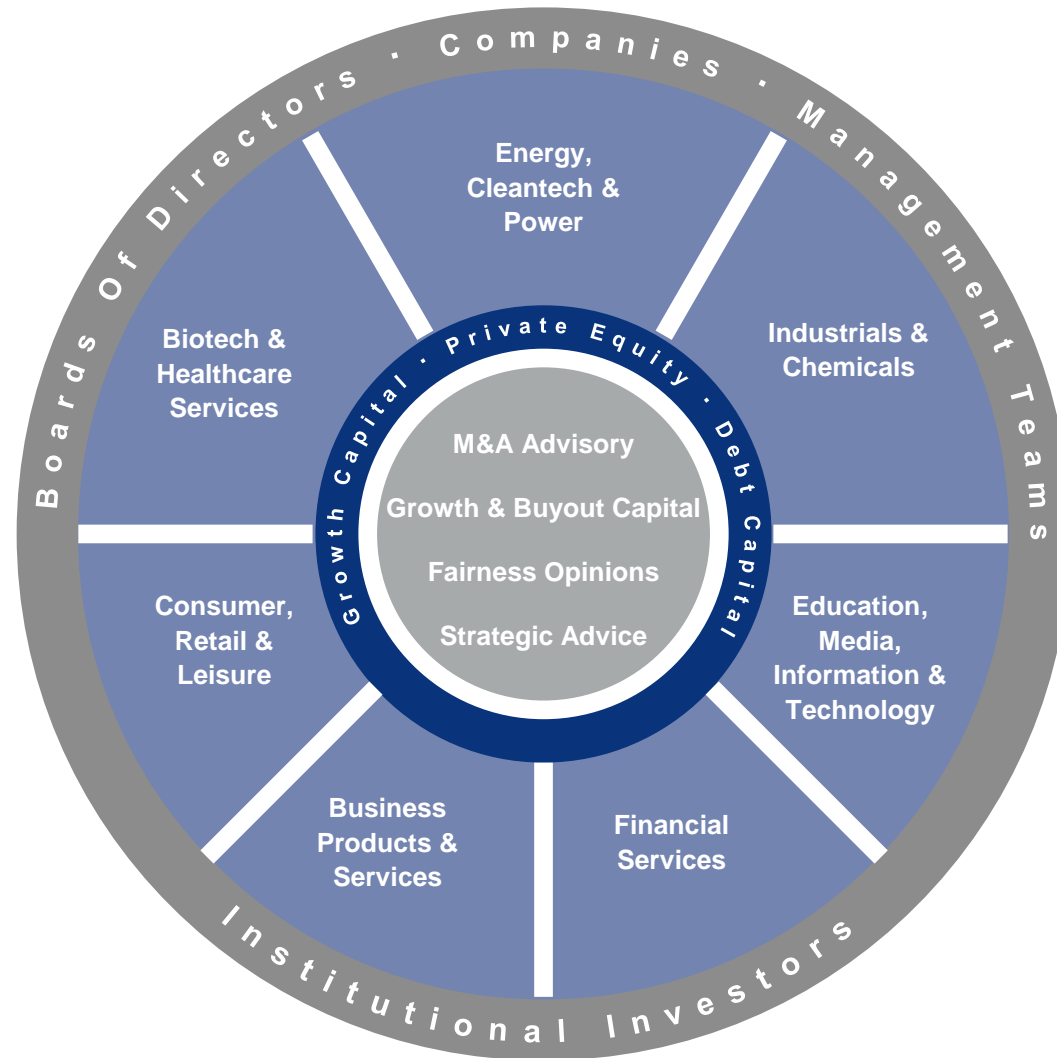 Boards Of Directors · Companies · Management Teams
Energy,
Cleantech &
Power
Biotech &
Healthcare
Services
Industrials &
Chemicals
Growth Capital · Private Equity · Debt Capital
M&A Advisory
Growth & Buyout Capital
Fairness Opinions
Strategic Advice
Consumer,
Retail &
Leisure
Education,
Media,
Information &
Technology
Business
Products &
Services
Financial
Services
Institutional Investors